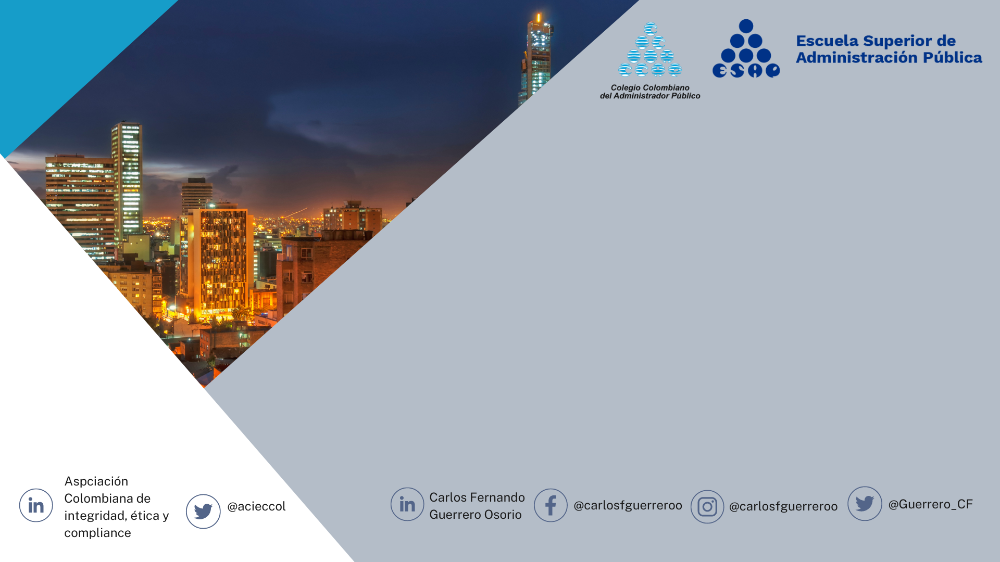 CCAP
Colegio Colombiano
del Administrador Público
ESAP
Escuela Superior de
Administración Pública
Aspciación
Colombiana de
integridad, ética y
compliance
@acieccol
Carlos Fernando
Guerrero Osorio
@carlosfguerreroo
@carlosfguerreroo
@Guerrero_CF